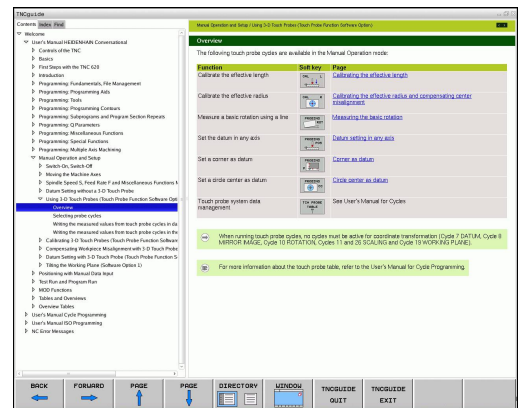 TNCguide
Contents Index Find
Welcome
User's Manual HEIDENHAIN Conversational
Controls of the TNC
Basics
First Steps with the TNC 620
Introduction
Programming: Fundamentals, File Management
Programming: Programming Aids
Programming: Tools
Programming: Programming Contours
Programming: Subprograms and Program Section Repeats
Programming: Q Parameters
Programming: Miscellaneous Functions
Programming: Special Functions
Programming: Multiple Axis Machining
Manual Operation and Setup
Switch-On, Switch-Off
Moving the Machine Axes
Spindle Speed S, Feed Rate F and Miscellaneous Functions M
Datum Setting without a 3-D Touch Probe
Using 3-D Touch Probes (Touch Probe Function Software Opti
Overview
Selecting probe cycles
Writing the measured values from touch probe cycles in da
Writing the measured values from touch probe cycles in the
Calibrating 3-D Touch Probes (Touch Probe Function Software
Compensating Workpiece Misalignment with 3-D Touch Probe
Datum Setting with 3-D Touch Probe (Touch Probe Function S
Tilting the Working Plane (Software Option 1)
Positioning with Manual Data Input
Test Run and Program Run
MOD Functions
Tables and Overviews
Overview Tables
User's Manual Cycle Programming
User's Manual ISO Programming
NC Error Messages
Manual Operation and Setup / Using 3-D Touch Probes (Touch Probe Function Software Option)
Overview
The following touch probe cycles are available in the Manual Operation mode:
Function Soft key Page
Calibrate the effective length Calibrating the effective length
Calibrate the effective radius Calibrating the effective radius and compensating center misalignment
Measure a basic rotation using a line PROBING ROT Measuring the basic rotation
Set the datum in any axis PROBING POS Datum setting in any axis
Set a corner as datum PROBING P Corner as datum
Set a circle center as datum PROBING CC Circle center as datum
Touch probe system data management TCH PROBE TABLE See User's Manual for Cycles
When running touch probe cycles, no cycles must be active for coordinate transformation (Cycle 7 DATUM, Cycle 8 MIRROR IMAGE, Cycle 10 ROTATION, Cycles 11 and 26 SCALING and Cycle 19 WORKING PLANE).
For more information about the touch probe table, refer to the User's Manual for Cycle Programming.
BACK FORWARD PAGE PAGE DIRECTORY WINDOW TNCGUIDE QUIT TNCGUIDE EXIT